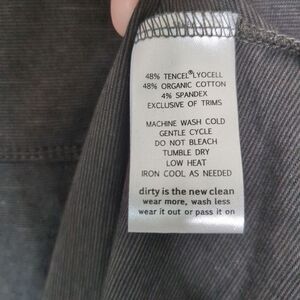 48% TENCEL®LYOCELL
48% ORGANIC COTTON
4% SPANDEX
EXCLUSIVE OF TRIMS
MACHINE WASH COLD
GENTLE CYCLE
DO NOT BLEACH
TUMBLE DRY
LOW HEAT
IRON COOL AS NEEDED
dirty is the new clean
wear more, wash less
wear it out or pass it on